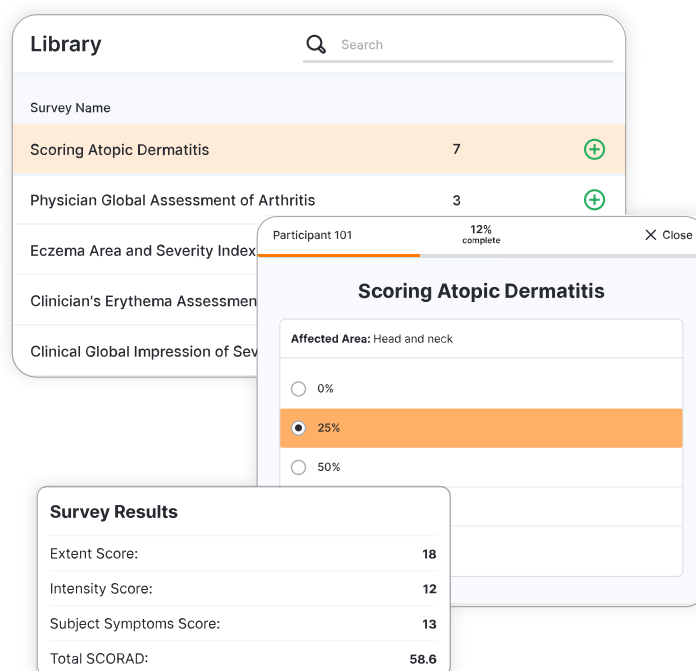 Library
Search
Survey Name
Scoring Atopic Dermatitis 7
Physician Global Assessment of Arthritis 3
Eczema Area and Severity Index
Clinician's Erythema Assessmen
Clinical Global Impression of Sev
Participant 101
12%
complete
Close
Scoring Atopic Dermatitis
Affected Area: Head and neck
0%
25%
50%
Survey Results
Extent Score: 18
Intensity Score: 12
Subject Symptoms Score: 13
Total SCORAD: 58.6